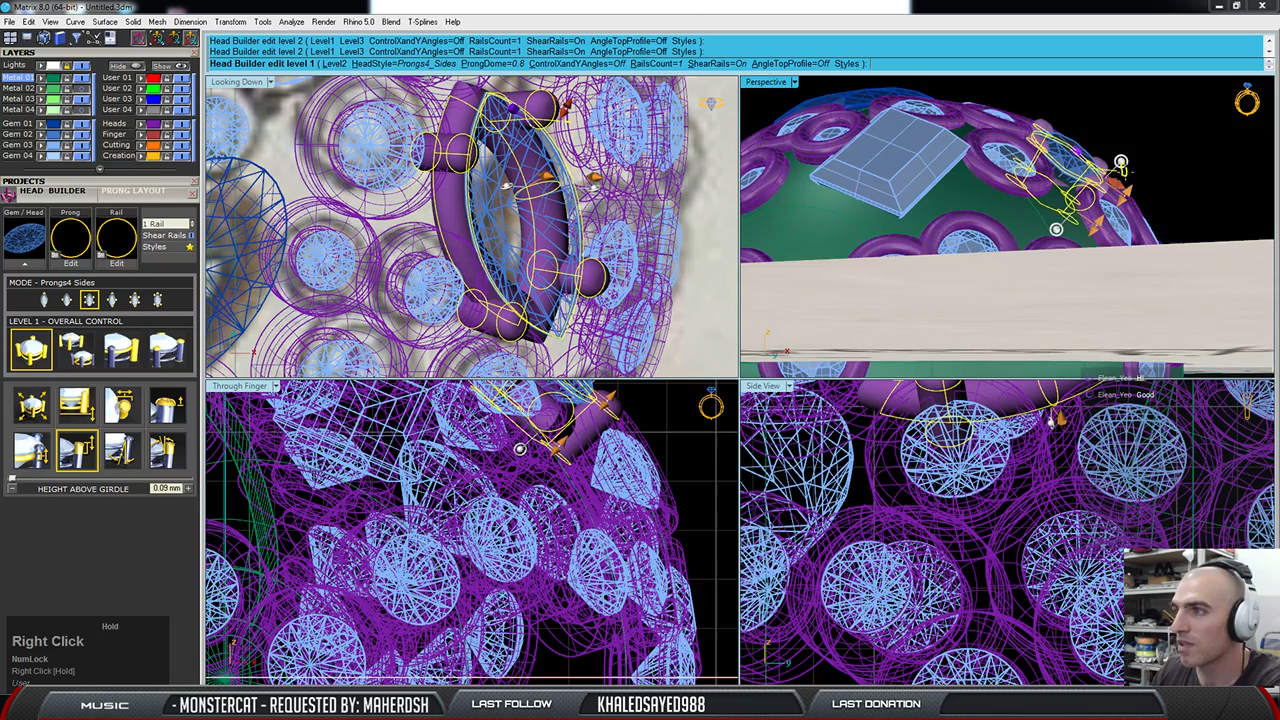 Matrix 8.0 (64-bit) - Untitled.3dm
File Edit View Curve Surface Solid Mesh Dimension Transform Tools Analyze Render Rhino 5.0 Blend T-Splines Help
LAYERS
Lights Hide Show
Metal 01 User 01
Metal 02 User 02
Metal 03 User 03
Metal 04 User 04
Gem 01 Heads
Gem 02 Finger
Gem 03 Cutting
Gem 04 Creation
PROJECTS
HEAD BUILDER PRONG LAYOUT
Gem / Head Prong Rail
1 Rail
Shear Rails
Styles
Edit Edit
MODE - Prongs4 Sides
LEVEL 1 - OVERALL CONTROL
HEIGHT ABOVE GIRDLE 0.09 mm
Hold
Right Click
NumLock
Right Click [Hold]
User
Head Builder edit level 2 ( Level1 Level3 ControlXandYAngles=Off RailsCount=1 ShearRails=On AngleTopProfile=Off Styles ):
Head Builder edit level 2 ( Level1 Level3 ControlXandYAngles=Off RailsCount=1 ShearRails=On AngleTopProfile=Off Styles ):
Head Builder edit level 1 ( Level2 HeadStyle=Prongs4_Sides ProngDome=0.8 ControlXandYAngles=Off RailsCount=1 ShearRails=On AngleTopProfile=Off Styles ):
Looking Down
Perspective
Through Finger
Side View
Elean_Yeo Hi
Elean_Yeo Good
MUSIC - MONSTERCAT - REQUESTED BY: MAHERDSH LAST FOLLOW KHALEDSAYED988 LAST DONATION